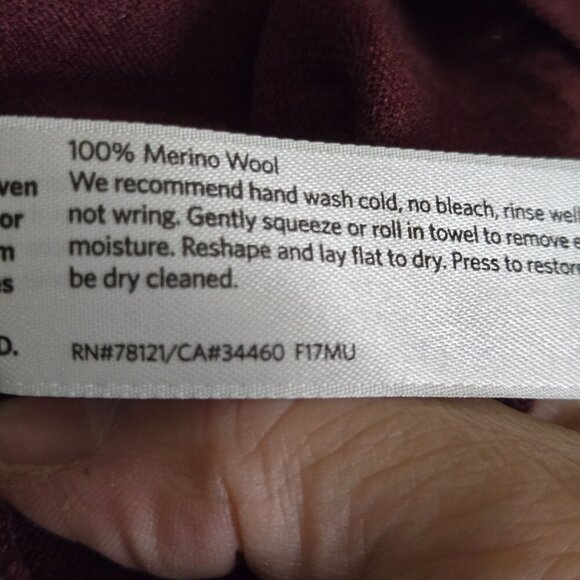 100% Merino Wool
ven We recommend hand wash cold, no bleach, rinse well
or not wring. Gently squeeze or roll in towel to remove e
m moisture. Reshape and lay flat to dry. Press to restore
s be dry cleaned.
D. RN#78121/CA#34460 F17MU